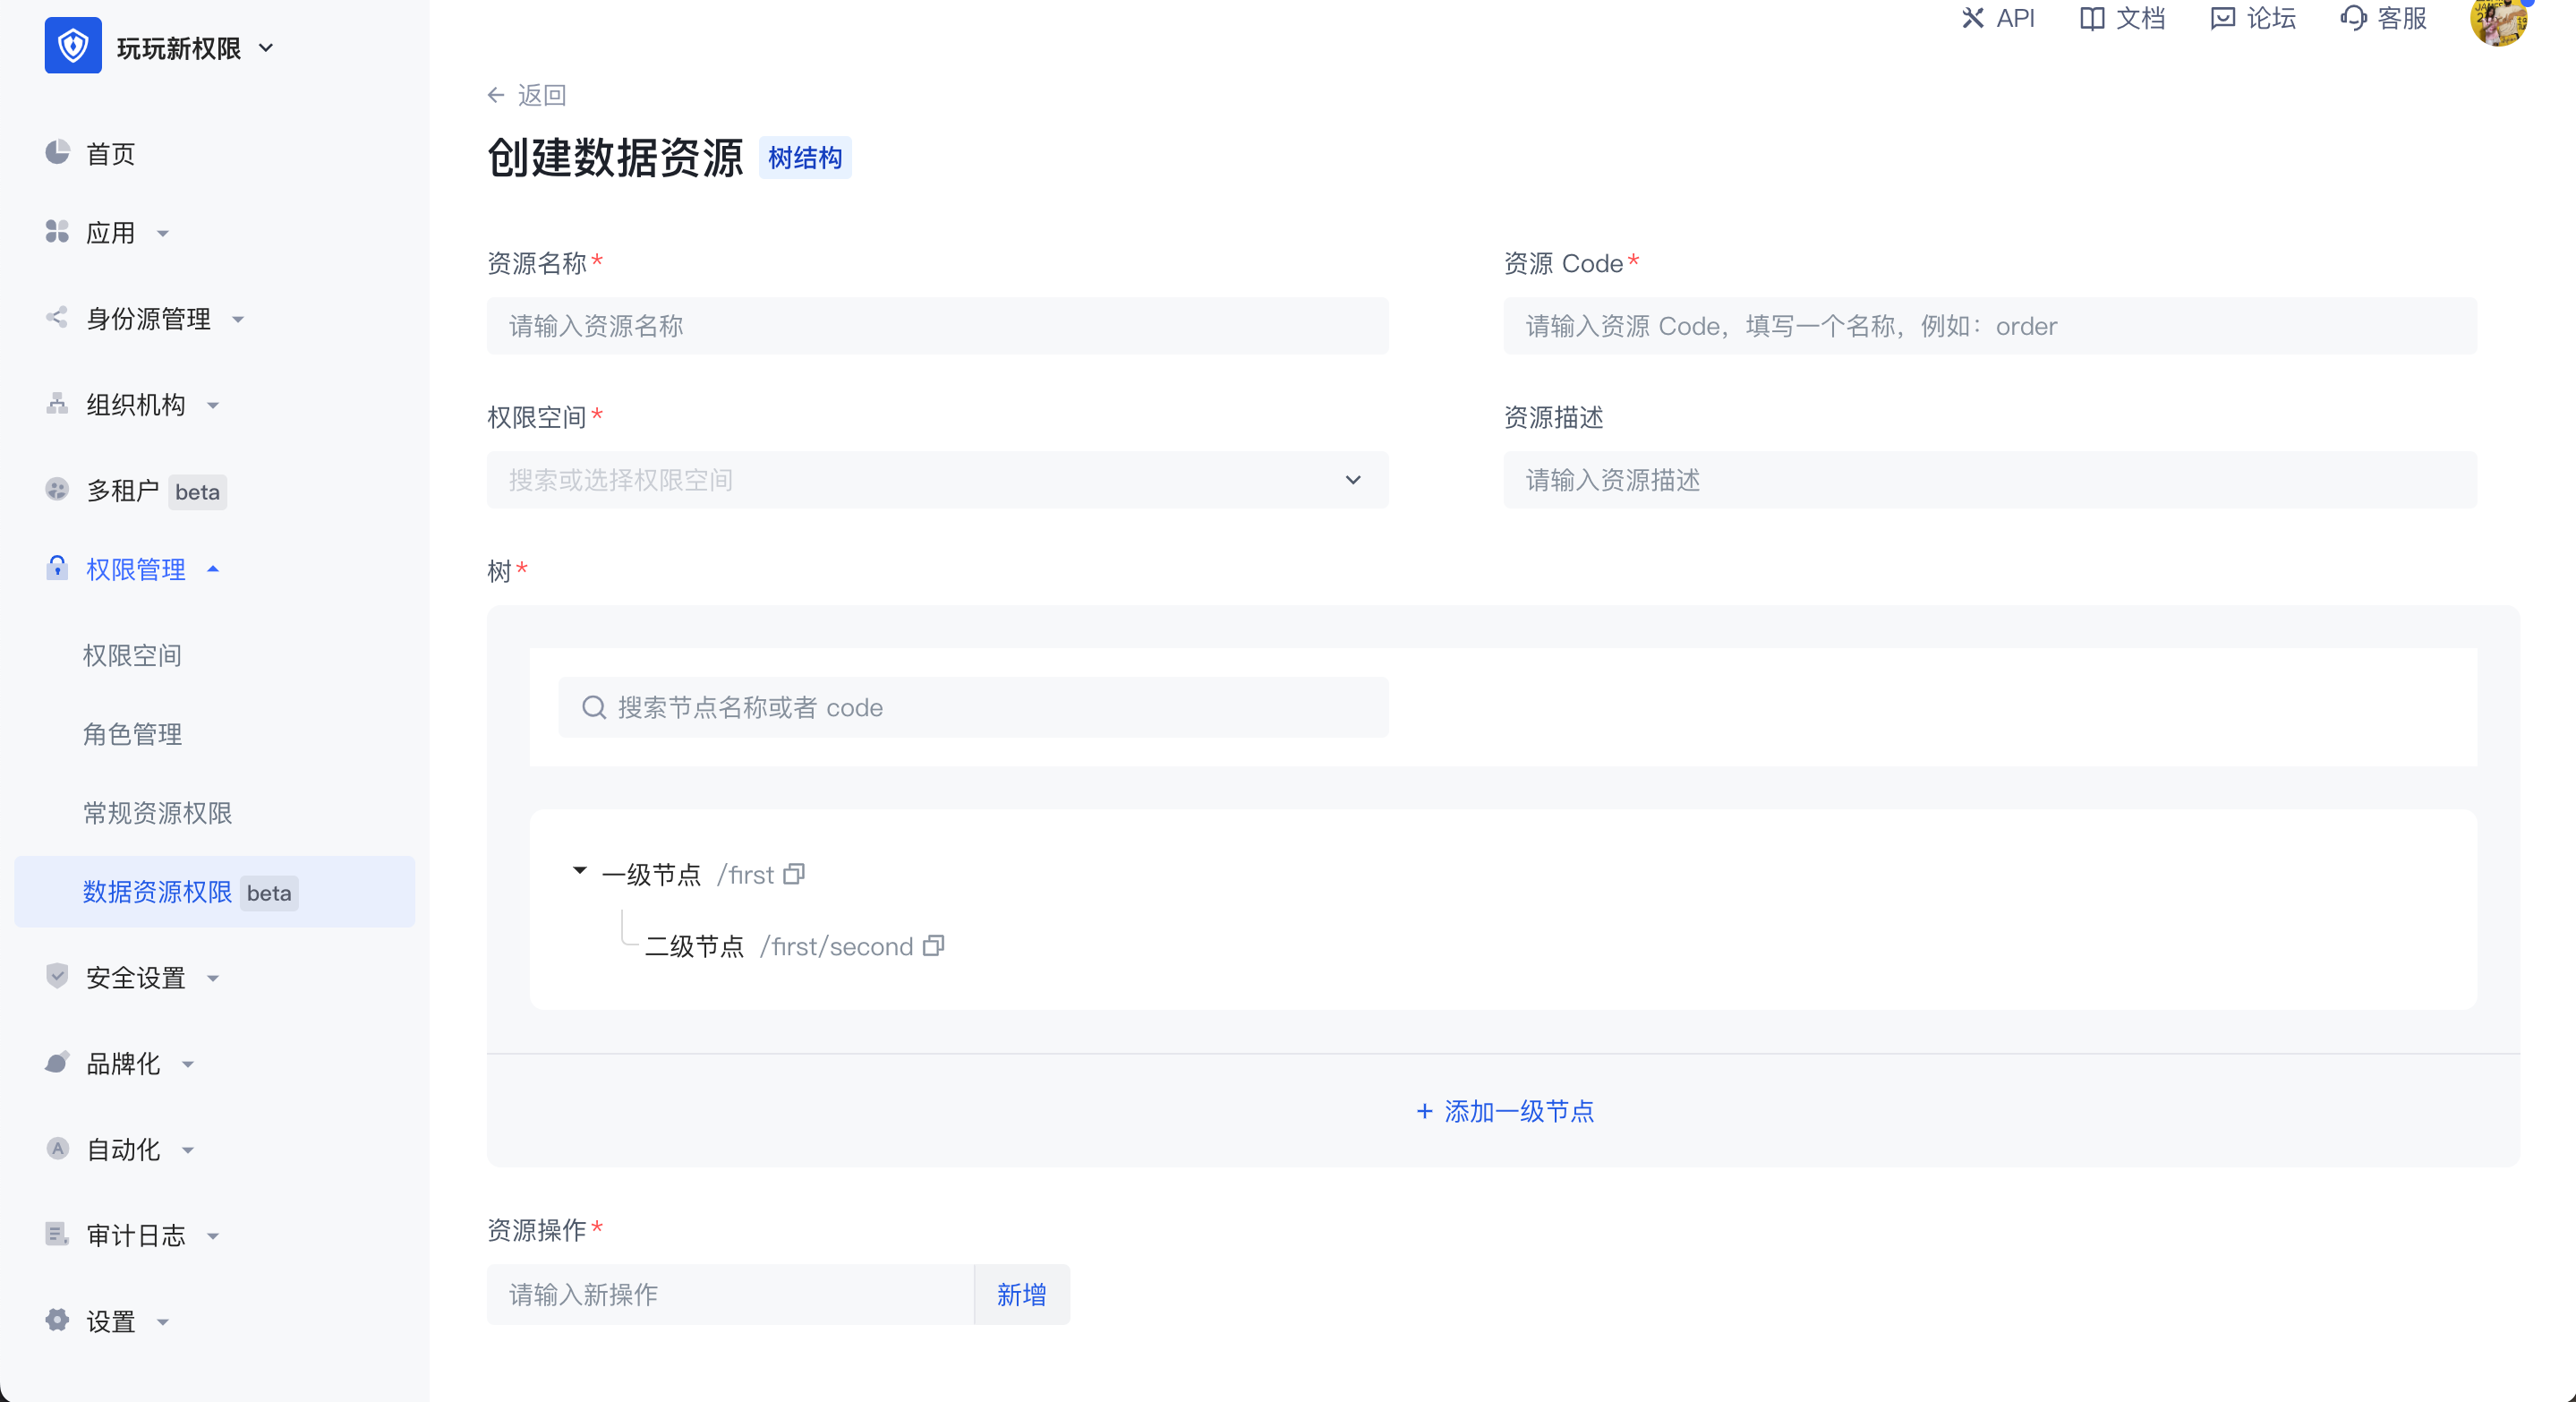 玩玩新权限
API
文档
论坛
客服
首页
应用
身份源管理
组织机构
多租户 beta
权限管理
权限空间
角色管理
常规资源权限
数据资源权限 beta
安全设置
品牌化
自动化
审计日志
设置
返回
创建数据资源 树结构
资源名称*
请输入资源名称
资源 Code*
请输入资源 Code，填写一个名称，例如：order
权限空间*
搜索或选择权限空间
资源描述
请输入资源描述
树*
搜索节点名称或者 code
一级节点 /first
二级节点 /first/second
+ 添加一级节点
资源操作*
请输入新操作
新增